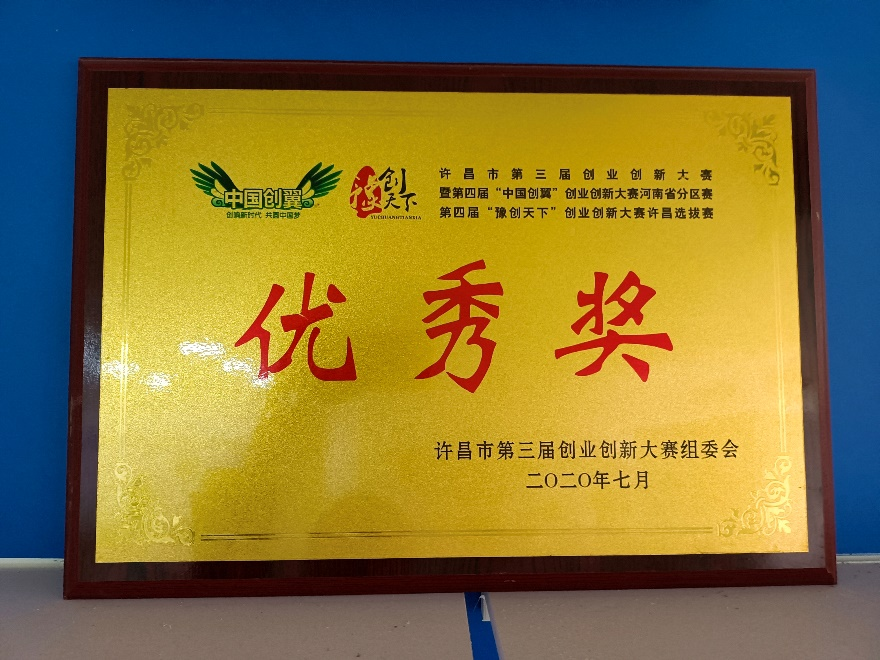 中国创翼
创响新时代 共圆中国梦
豫创天下
YUCHUANGTIANXIA
许昌市第三届创业创新大赛
暨第四届“中国创翼”创业创新大赛河南省分区赛
第四届“豫创天下”创业创新大赛许昌选拔赛
优秀奖
许昌市第三届创业创新大赛组委会
二〇二〇年七月